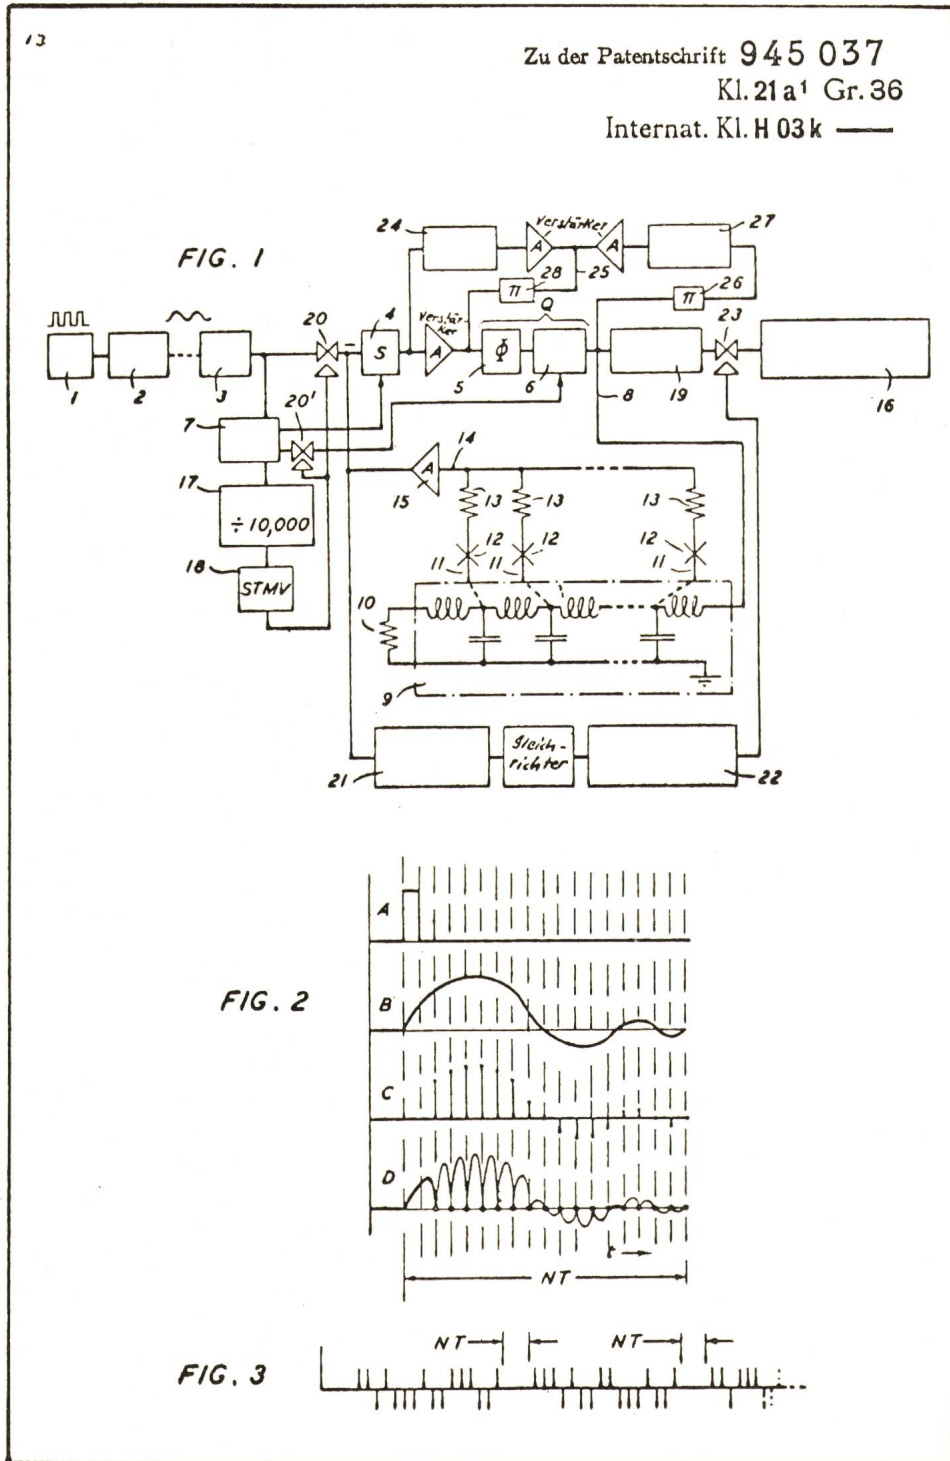 13
Zu der Patentschrift 945 037
Kl. 21 a¹ Gr. 36
Internat. Kl. H 03 k
FIG. 1
24
Verstärker
A
A
27
π
28
25
26
π
20
4
S
Verstär-
ker
A
Q
Φ
5
6
23
1
2
3
8
19
16
7
20'
17
÷ 10,000
18
STMV
14
A
15
13
13
13
12
12
12
11
11
11
10
9
21
Gleich-
richter
22
FIG. 2
A
B
C
D
t
NT
FIG. 3
NT
NT